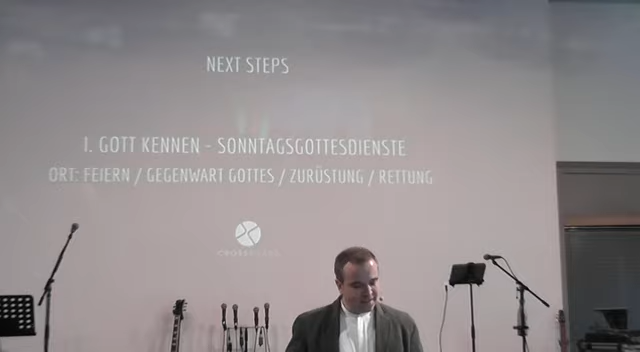 NEXT STEPS
1. GOTT KENNEN - SONNTAGSGOTTESDIENSTE
ORT: FEIERN / GEGENWART GOTTES / ZURÜSTUNG / RETTUNG